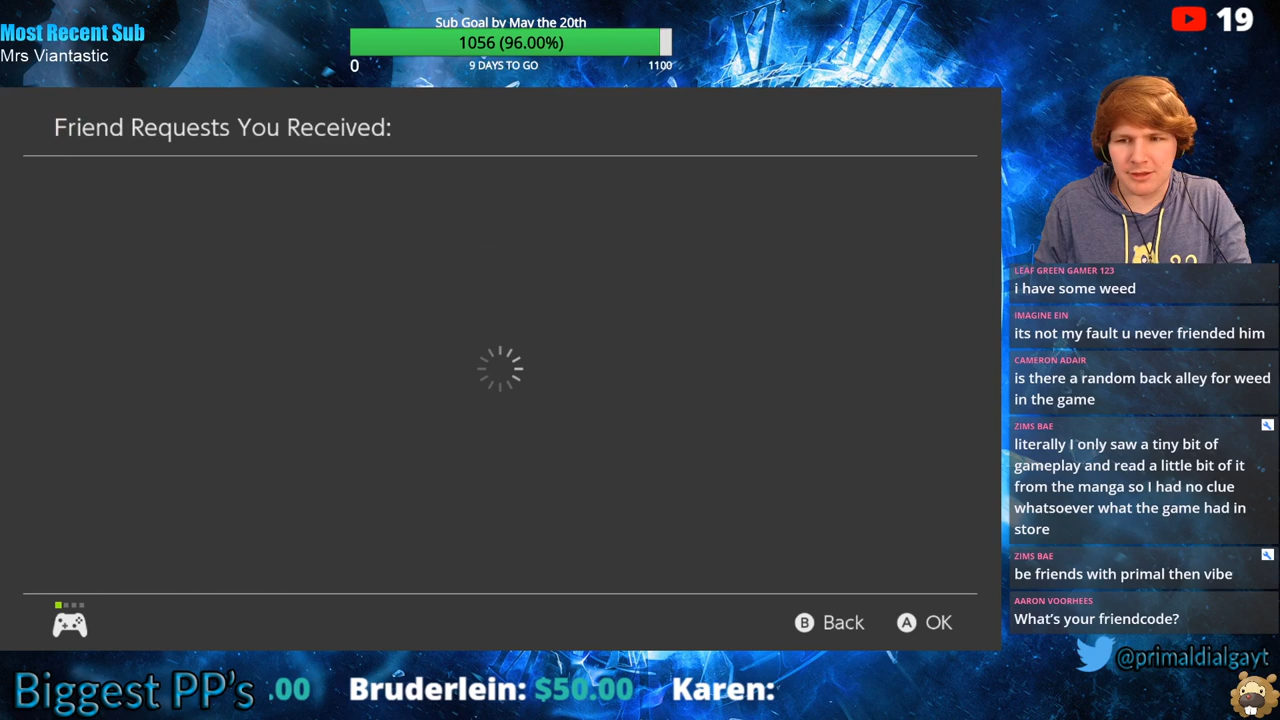 Most Recent Sub
Mrs Viantastic
Sub Goal by May the 20th
1056 (96.00%)
0
9 DAYS TO GO
1100
19
Friend Requests You Received:
LEAF GREEN GAMER 123
i have some weed
IMAGINE EIN
its not my fault u never friended him
CAMERON ADAIR
is there a random back alley for weed
in the game
ZIMS BAE
literally I only saw a tiny bit of
gameplay and read a little bit of it
from the manga so I had no clue
whatsoever what the game had in
store
ZIMS BAE
be friends with primal then vibe
AARON VOORHEES
What's your friendcode?
B Back
A OK
@primaldialgayt
Biggest PP's .00 Bruderlein: $50.00 Karen: